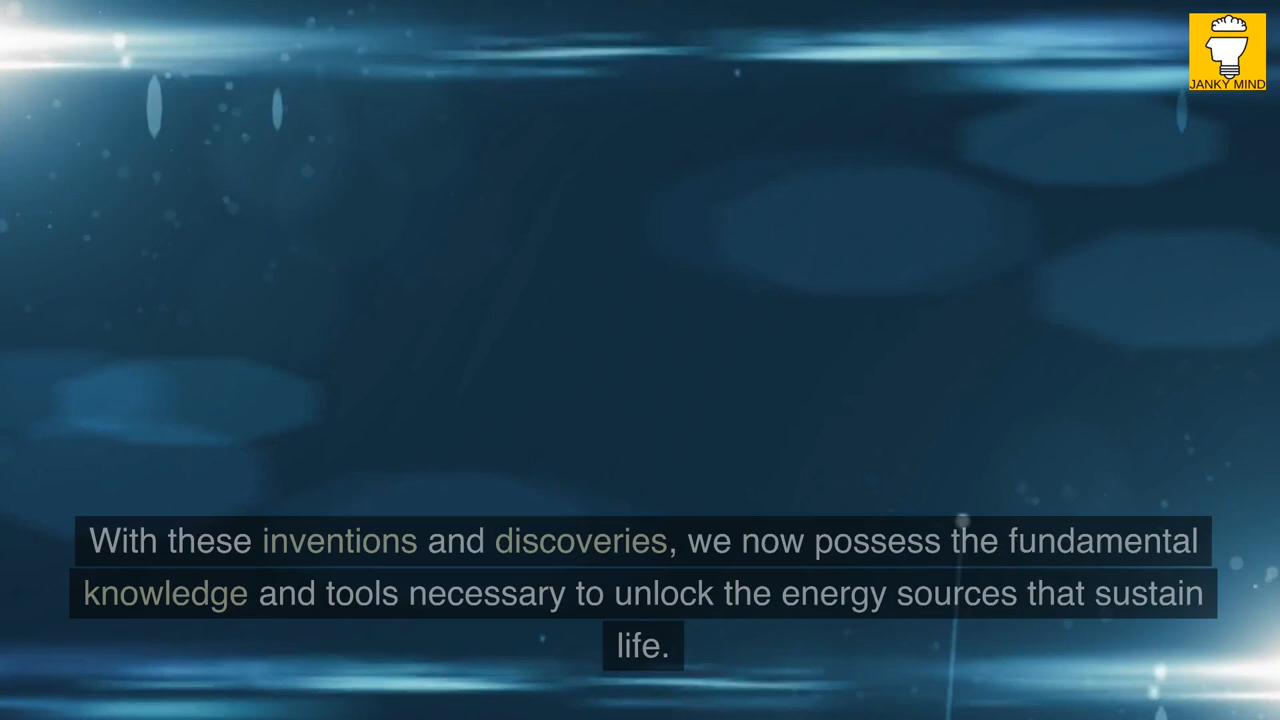 JANKY MIND
With these inventions and discoveries, we now possess the fundamental
knowledge and tools necessary to unlock the energy sources that sustain
life.